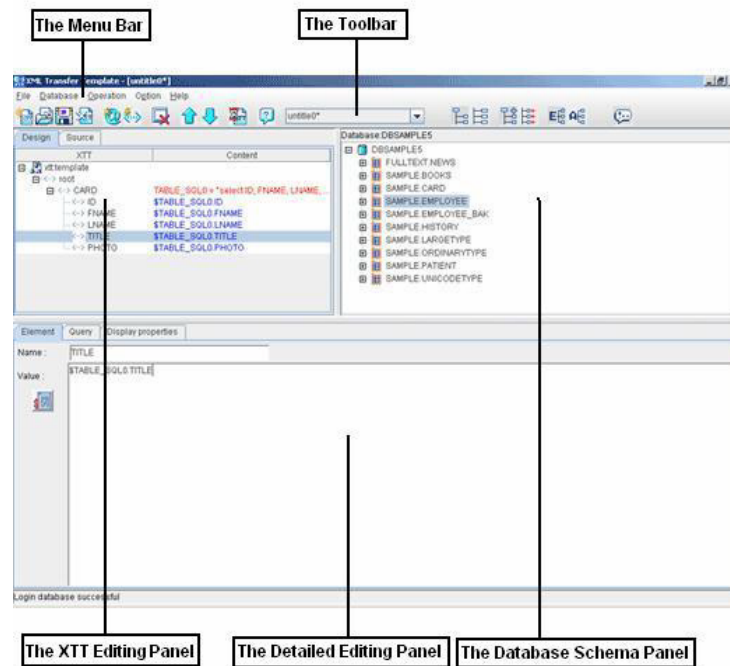 The Menu Bar
The Toolbar
XML Transfer Template - [untitle0*]
File Database Operation Option Help
untitle0*
Design Source
XTT Content
xtt:template
root
CARD TABLE_SQL0 = "select ID, FNAME, LNAME, ...
ID $TABLE_SQL0.ID
FNAME $TABLE_SQL0.FNAME
LNAME $TABLE_SQL0.LNAME
TITLE $TABLE_SQL0.TITLE
PHOTO $TABLE_SQL0.PHOTO
Database:DBSAMPLE5
DBSAMPLE5
FULLTEXT.NEWS
SAMPLE.BOOKS
SAMPLE.CARD
SAMPLE.EMPLOYEE
SAMPLE.EMPLOYEE_BAK
SAMPLE.HISTORY
SAMPLE.LARGETYPE
SAMPLE.ORDINARYTYPE
SAMPLE.PATIENT
SAMPLE.UNICODETYPE
Element Query Display properties
Name : TITLE
Value : $TABLE_SQL0.TITLE
Login database successful
The XTT Editing Panel
The Detailed Editing Panel
The Database Schema Panel